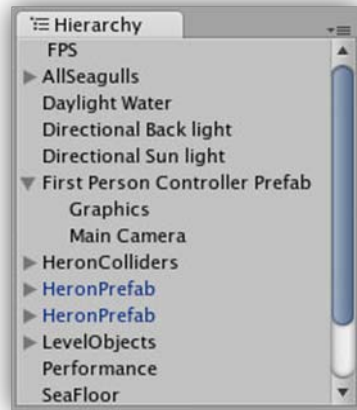 Hierarchy
FPS
AllSeagulls
Daylight Water
Directional Back light
Directional Sun light
First Person Controller Prefab
Graphics
Main Camera
HeronColliders
HeronPrefab
HeronPrefab
LevelObjects
Performance
SeaFloor